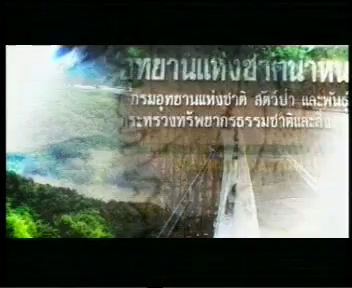 อุทยานแห่งชาติน้ำหน
กรมอุทยานแห่งชาติ สัตว์ป่า และพันธุ
กระทรวงทรัพยากรธรรมชาติและสิ่ง